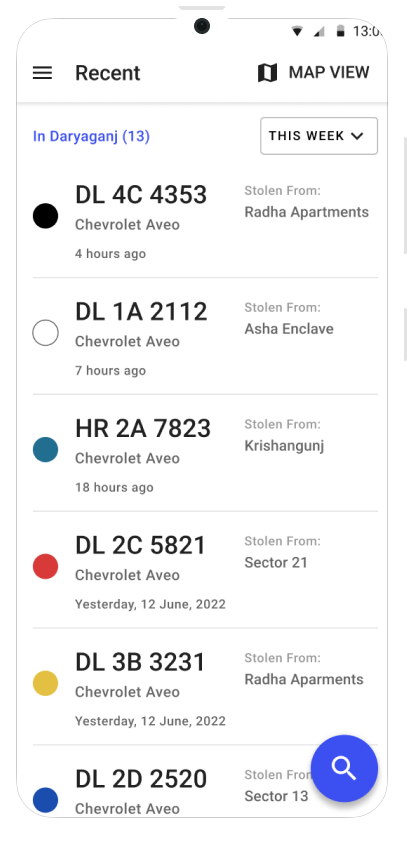 13:0
Recent
MAP VIEW
In Daryaganj (13)
THIS WEEK
DL 4C 4353
Chevrolet Aveo
4 hours ago
Stolen From:
Radha Apartments
DL 1A 2112
Chevrolet Aveo
7 hours ago
Stolen From:
Asha Enclave
HR 2A 7823
Chevrolet Aveo
18 hours ago
Stolen From:
Krishangunj
DL 2C 5821
Chevrolet Aveo
Yesterday, 12 June, 2022
Stolen From:
Sector 21
DL 3B 3231
Chevrolet Aveo
Yesterday, 12 June, 2022
Stolen From:
Radha Aparments
DL 2D 2520
Chevrolet Aveo
Stolen From
Sector 13